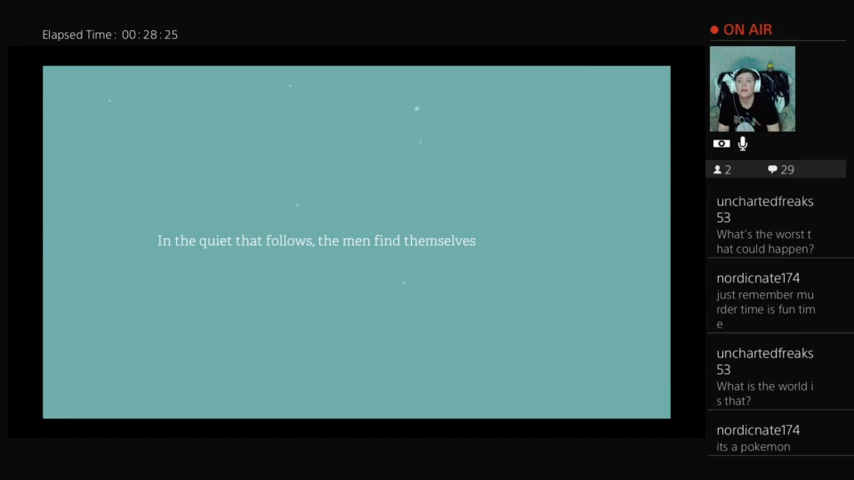 Elapsed Time: 00:28:25
ON AIR
2
29
In the quiet that follows, the men find themselves
unchartedfreaks
53
What's the worst t
hat could happen?
nordicnate174
just remember mu
rder time is fun tim
e
unchartedfreaks
53
What is the world i
s that?
nordicnate174
its a pokemon